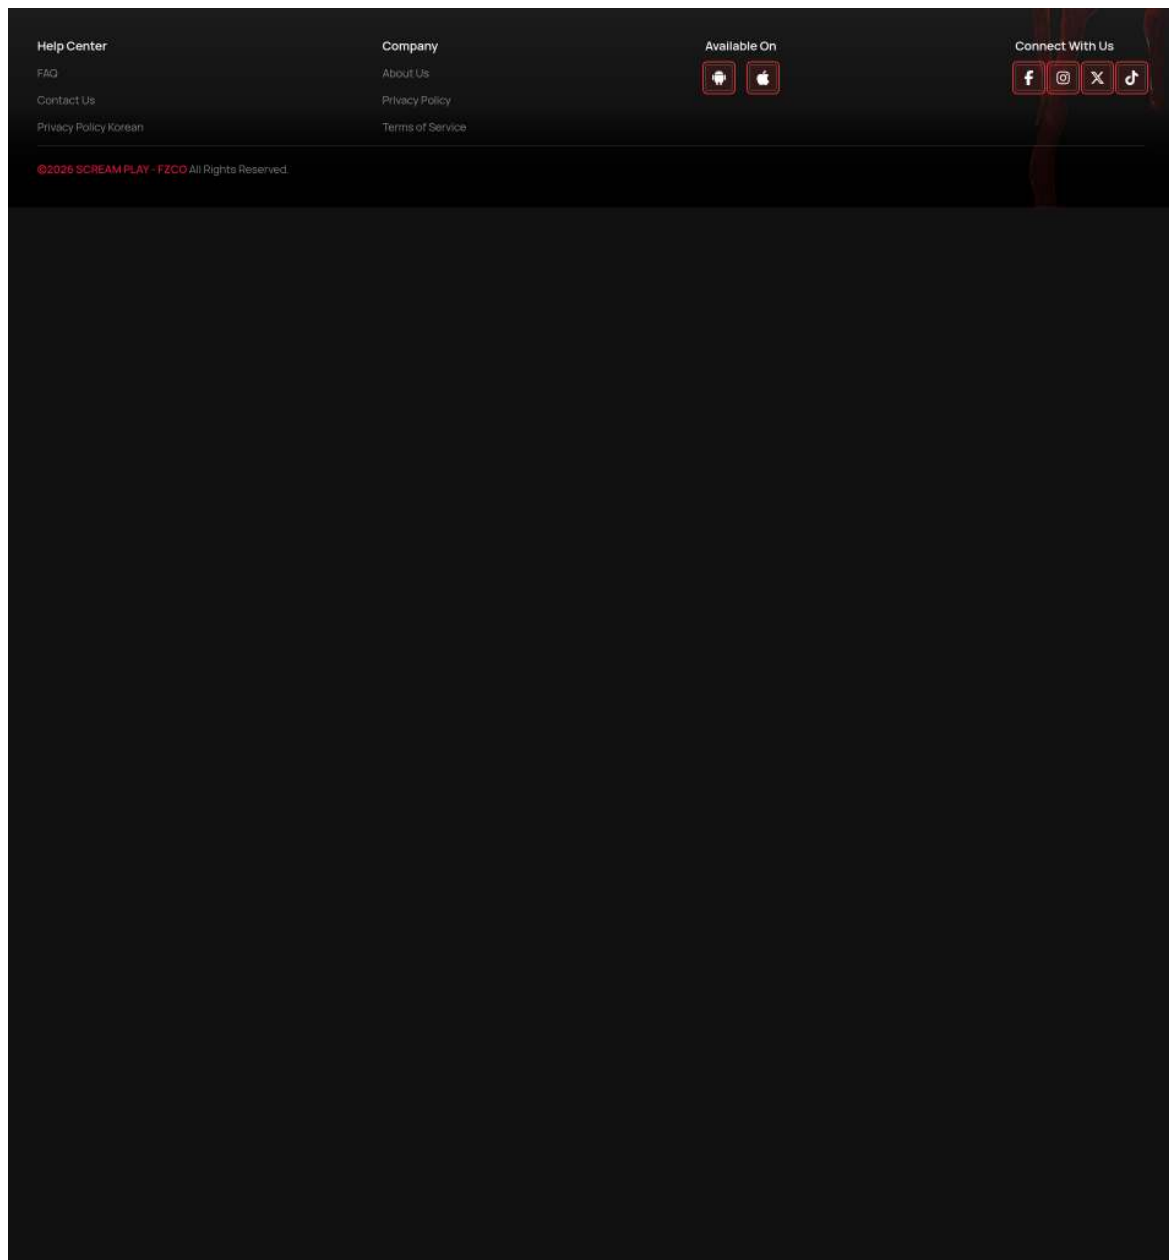 Help Center
FAQ
Contact Us
Privacy Policy Korean
Company
About Us
Privacy Policy
Terms of Service
Available On
Connect With Us
©2026 SCREAM PLAY - FZCO All Rights Reserved.